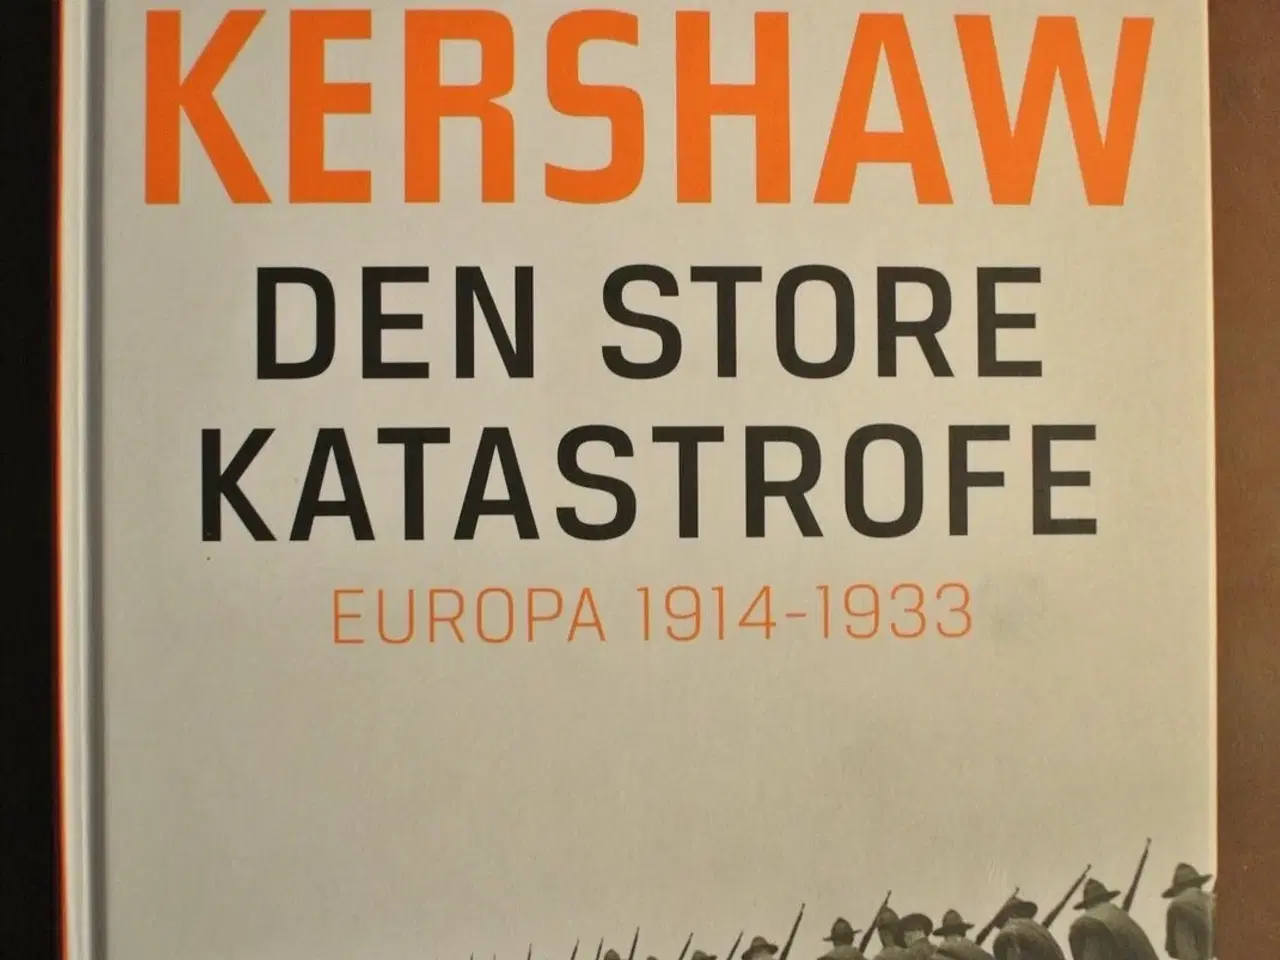 KERSHAW
DEN STORE
KATASTROFE
EUROPA 1914-1933